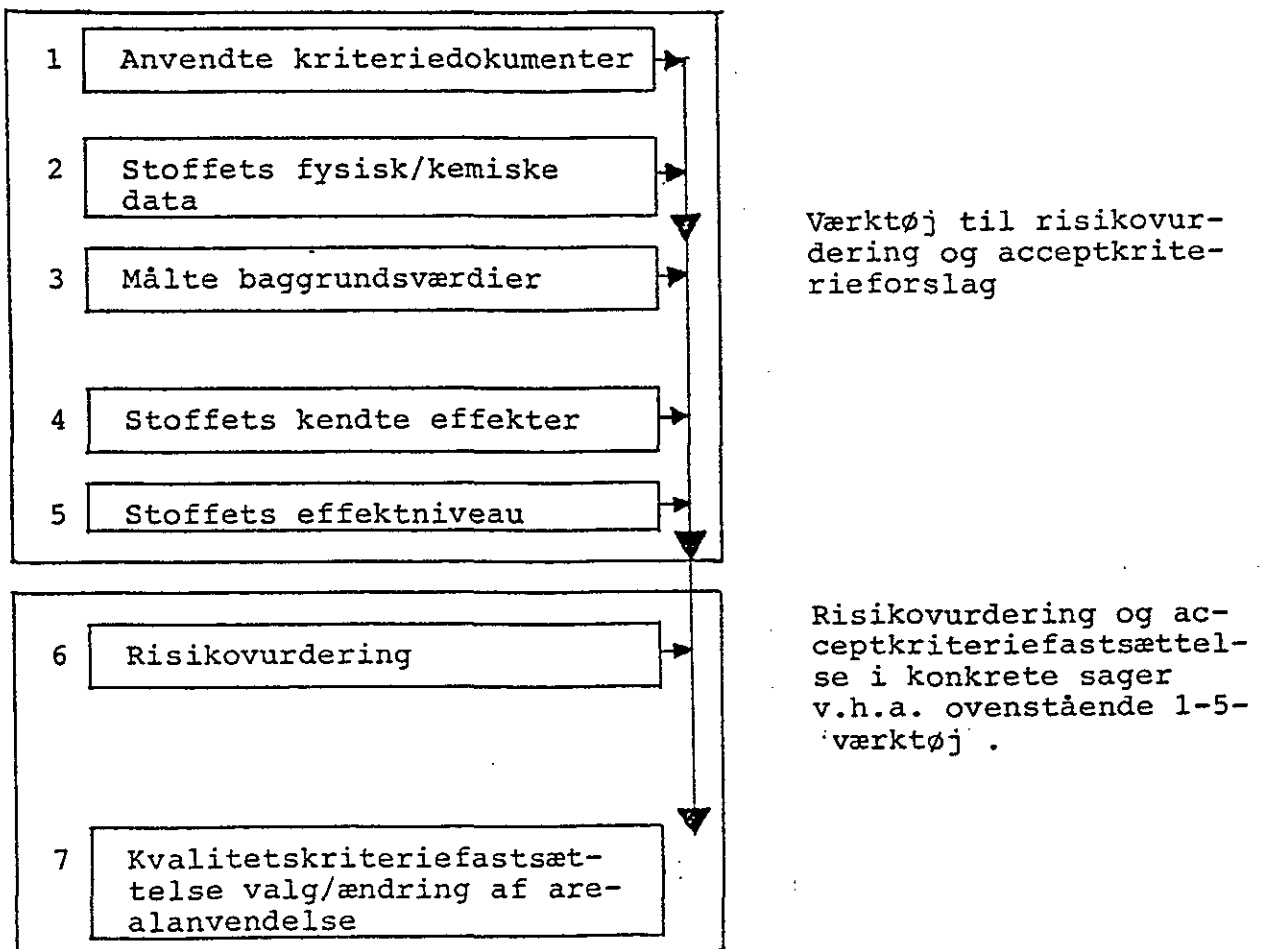 1 Anvendte kriteriedokumenter
2 Stoffets fysisk/kemiske
data
3 Målte baggrundsværdier
4 Stoffets kendte effekter
5 Stoffets effektniveau
Værktøj til risikovur-
dering og acceptkrite-
rieforslag
6 Risikovurdering
7 Kvalitetskriteriefastsæt-
telse valg/ændring af are-
alanvendelse
Risikovurdering og ac-
ceptkriteriefastsættel-
se i konkrete sager
v.h.a. ovenstående 1-5-
værktøj .